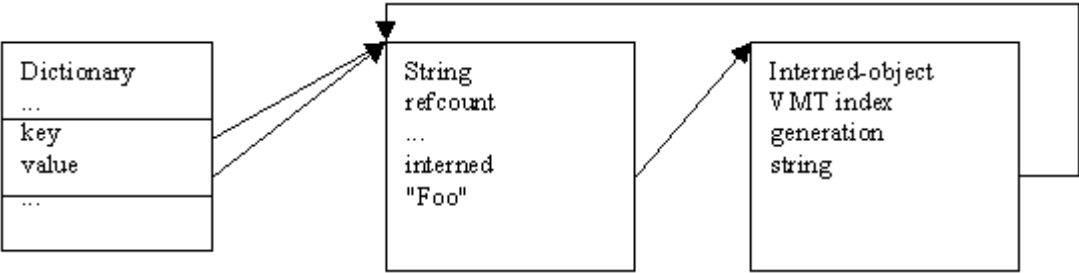 Dictionary
...
key
value
...
String
refcount
...
interned
"Foo"
Interned-object
VMT index
generation
string